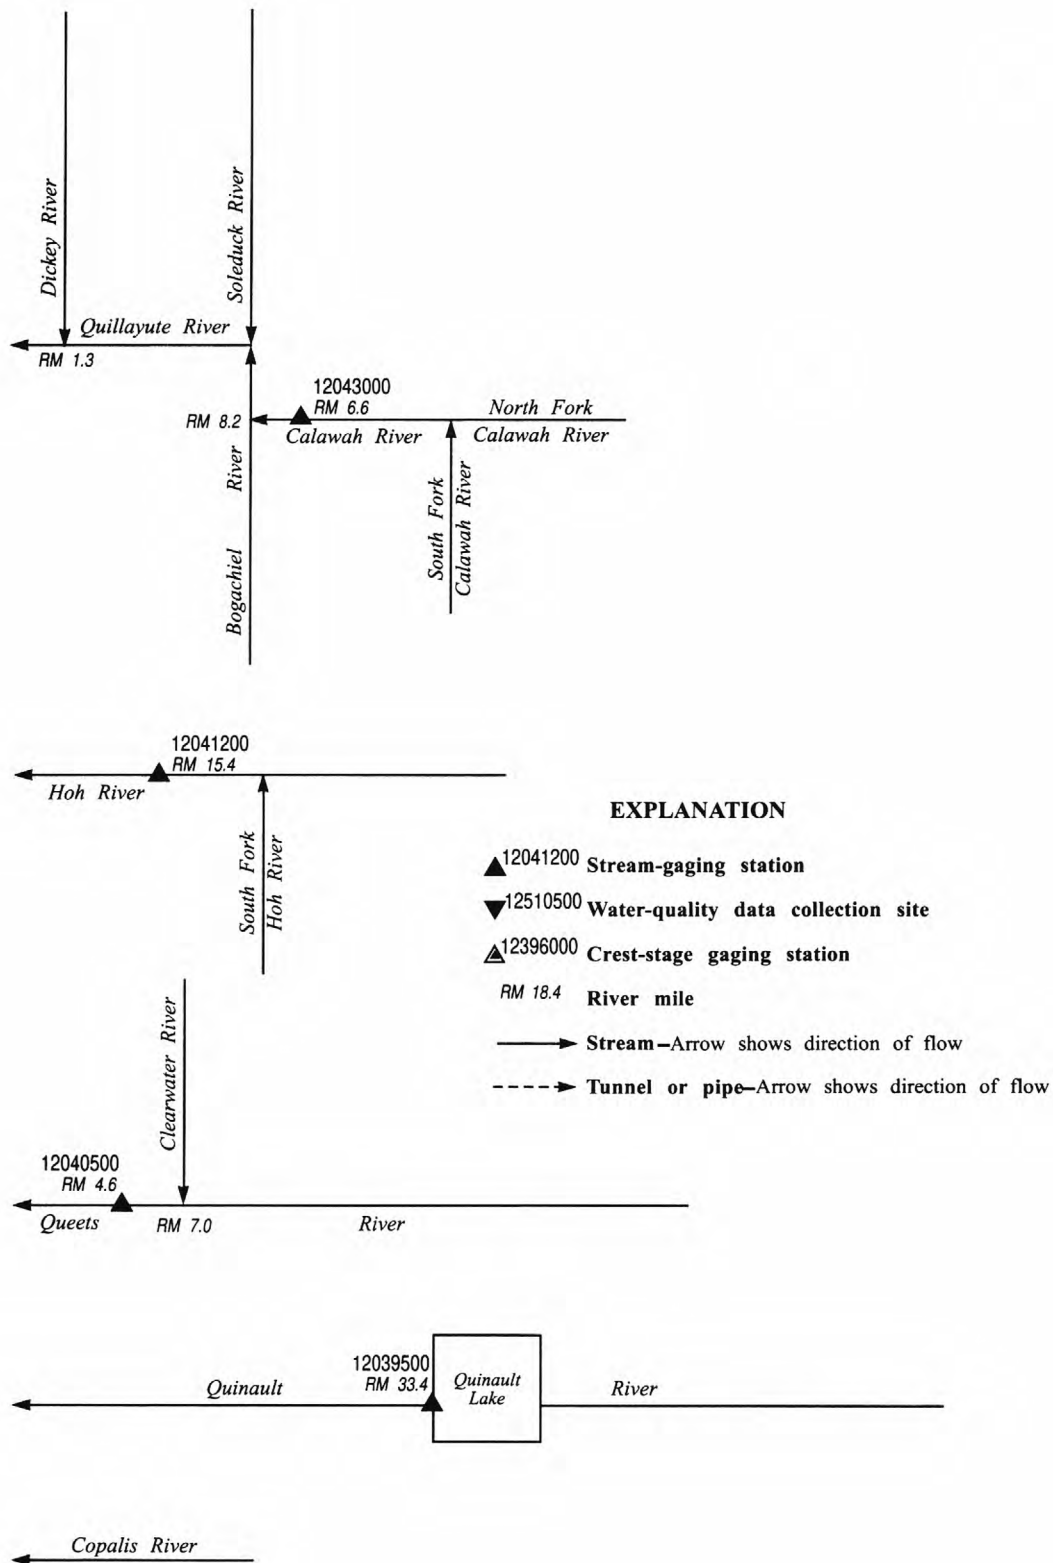 Dickey River
Soleduck River
Quillayute River
RM 1.3
12043000
RM 6.6
North Fork
RM 8.2
Calawah River
Calawah River
Bogachiel River
South Fork
Calawah River
12041200
RM 15.4
Hoh River
South Fork
Hoh River
EXPLANATION
12041200 Stream-gaging station
12510500 Water-quality data collection site
12396000 Crest-stage gaging station
RM 18.4 River mile
Stream–Arrow shows direction of flow
Tunnel or pipe–Arrow shows direction of flow
Clearwater River
12040500
RM 4.6
Queets River
RM 7.0
12039500
RM 33.4
Quinault River
Quinault
Lake
Copalis River